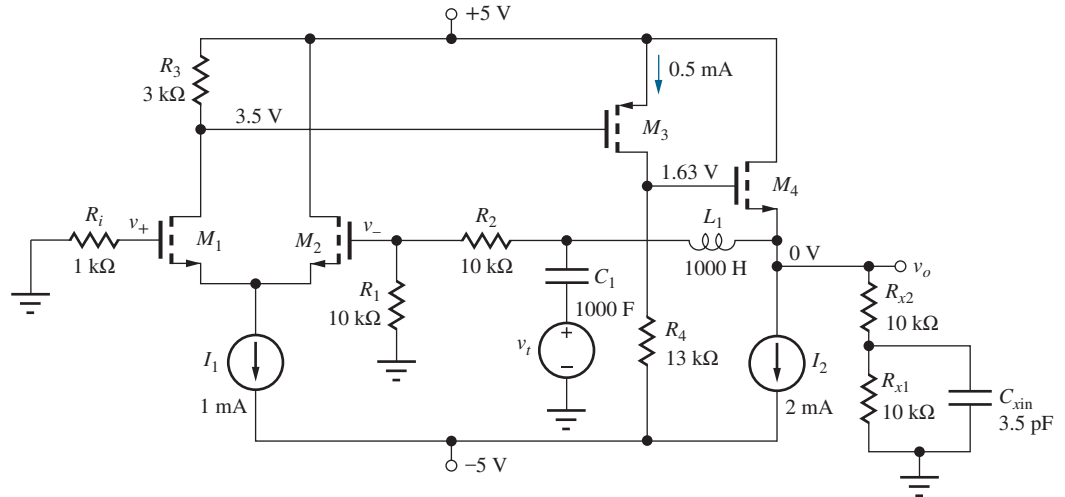 +5 V
R3
3 kΩ
0.5 mA
3.5 V
M3
1.63 V
M4
Ri
v+
1 kΩ
M1
M2
v−
R2
10 kΩ
L1
1000 H
0 V
vo
R1
10 kΩ
C1
1000 F
vt
+
−
R4
13 kΩ
Rx2
10 kΩ
I1
1 mA
I2
2 mA
Rx1
10 kΩ
Cxin
3.5 pF
−5 V